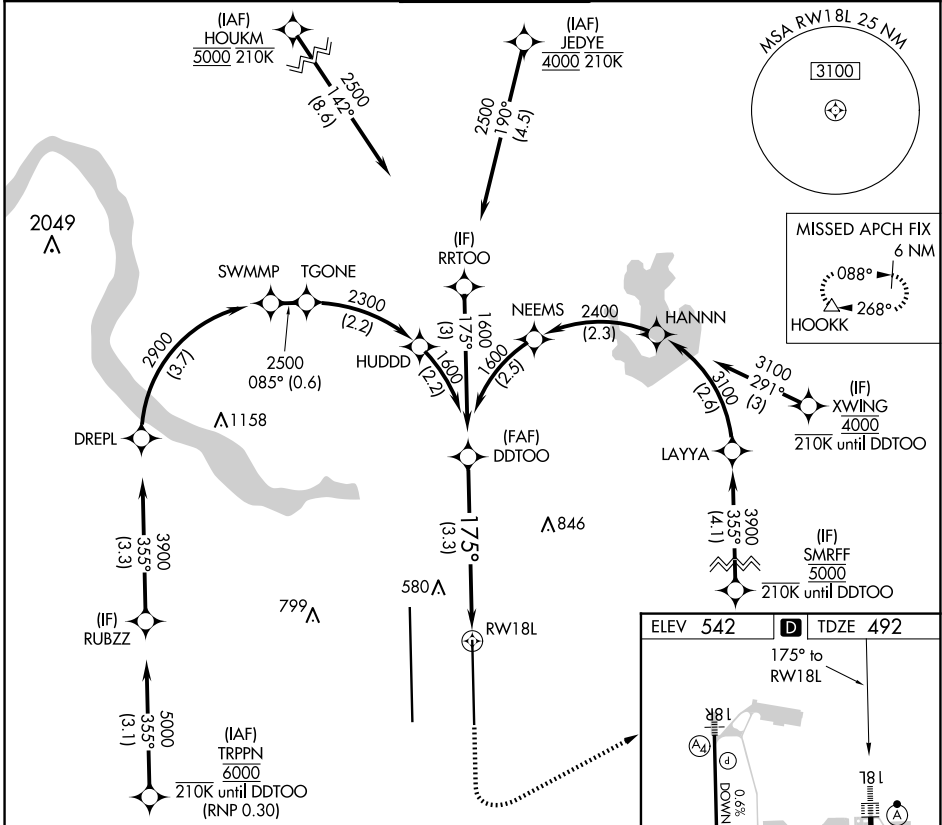 (IAF)
HOUKM
5000 210K
2500
142°
(8.6)
(IAF)
JEDYE
4000 210K
2500
190°
(4.5)
MSA RW18L 25 NM
3100
2049
MISSED APCH FIX
6 NM
088°
268°
HOOKK
(IF)
RRTOO
SWMMP
TGONE
2300
(2.2)
NEEMS
2400
(2.3)
HANNN
1600
175°
(3)
2900
(3.7)
2500
085° (0.6)
HUDDD
1600
(2.2)
1600
(2.5)
3100
(2.6)
3100
291°
(3)
(IF)
XWING
4000
210K until DDTOO
1158
DREPL
(FAF)
DDTOO
LAYYA
3900
355°
(3.3)
175°
(3.3)
846
3900
355°
(4.1)
(IF)
SMRFF
5000
210K until DDTOO
580
799
(IF)
RUBZZ
RW18L
ELEV 542
D
TDZE 492
175° to
RW18L
5000
355°
(3.1)
(IAF)
TRPPN
6000
210K until DDTOO
(RNP 0.30)
18R
A4
P
0.6%
DOWN
18L
A